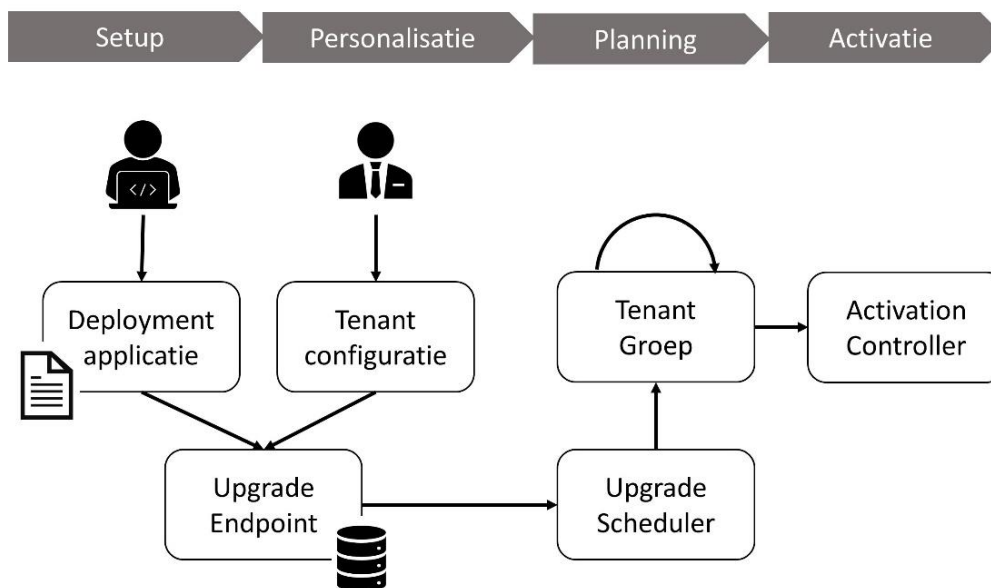 Setup
Personalisatie
Planning
Activatie
</>
Deployment
applicatie
Tenant
configuratie
Tenant
Groep
Activation
Controller
Upgrade
Endpoint
Upgrade
Scheduler